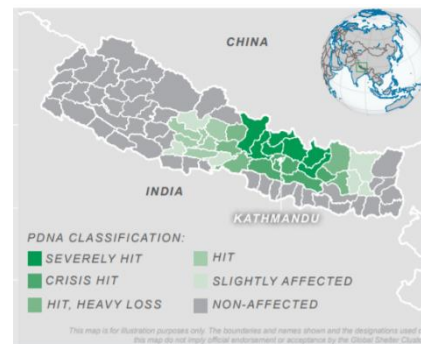 CHINA
INDIA
KATHMANDU
PDNA CLASSIFICATION:
SEVERELY HIT
HIT
CRISIS HIT
SLIGHTLY AFFECTED
HIT, HEAVY LOSS
NON-AFFECTED
This map is for illustration purposes only. The boundaries and names shown and the designations used o
this map do not imply official endorsement or acceptance by the Global Shelter Cluste